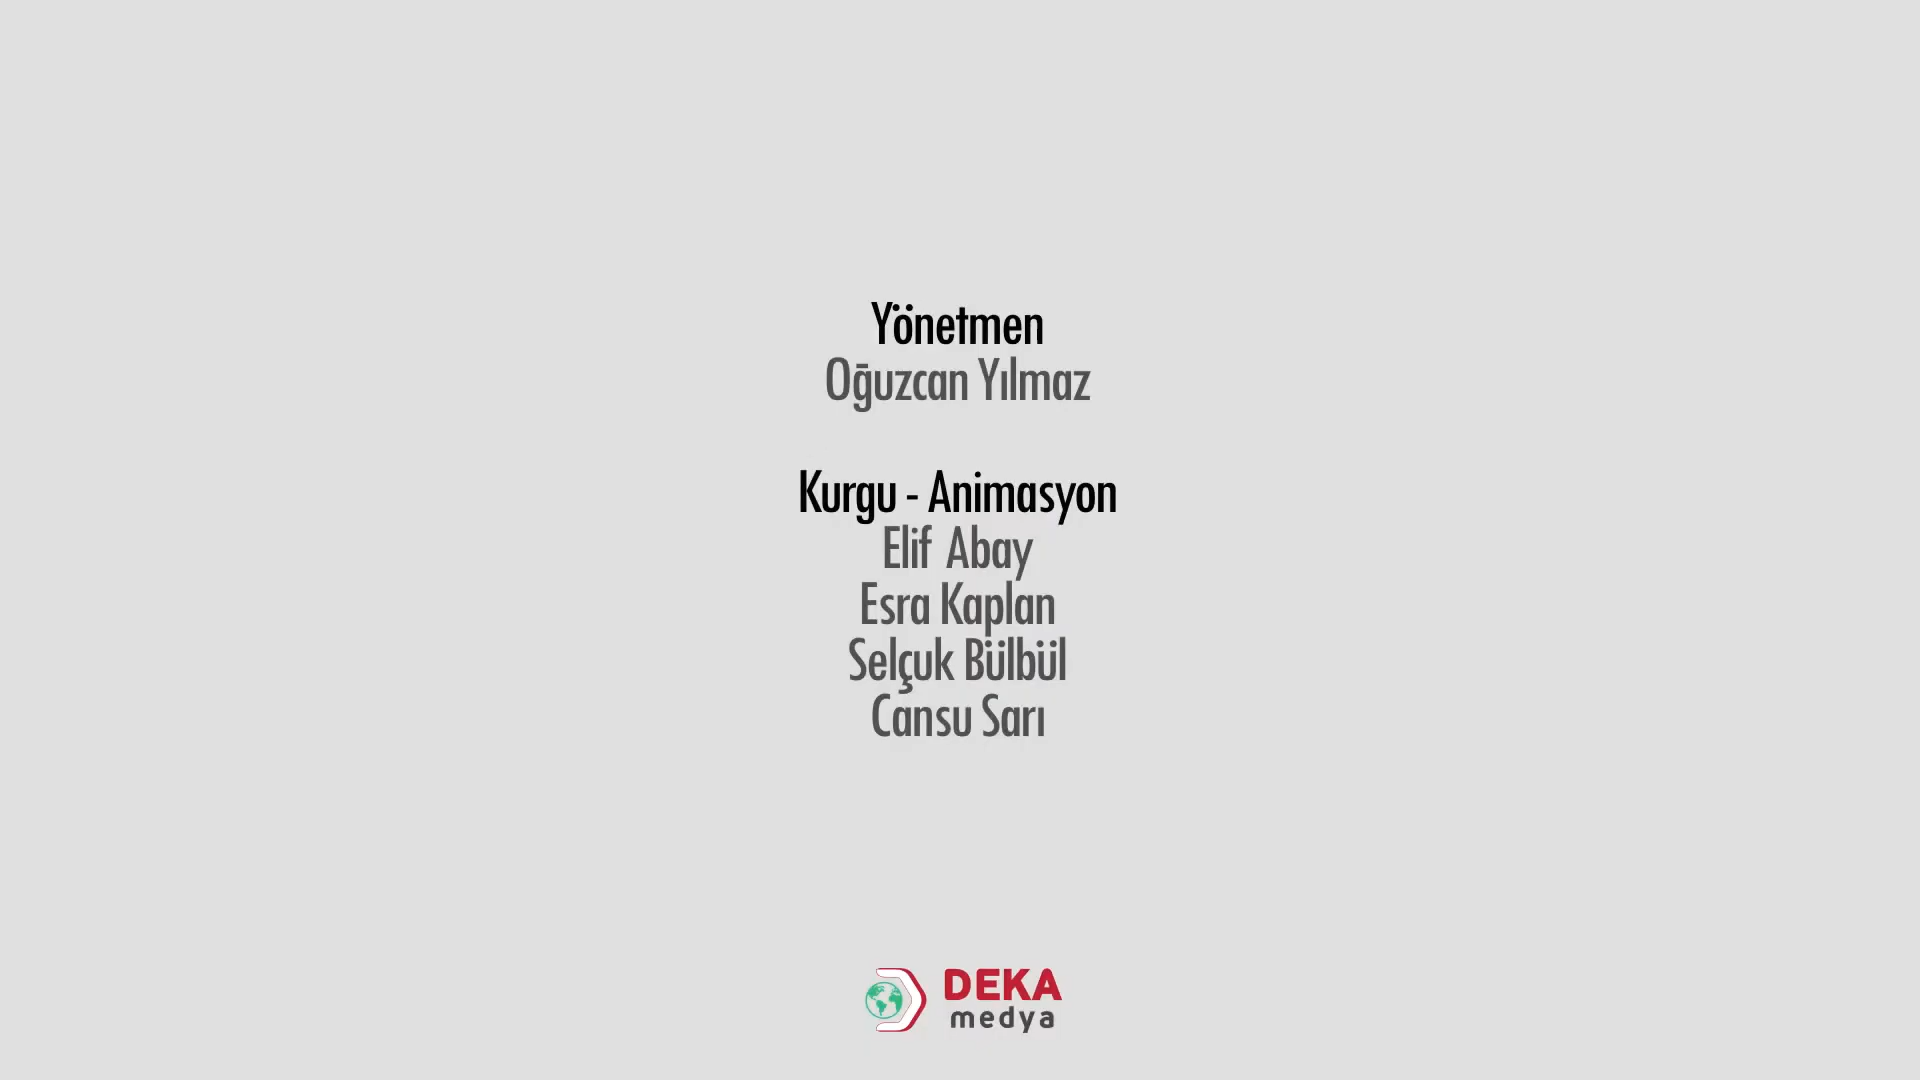 Yönetmen
Oğuzcan Yılmaz
Kurgu - Animasyon
Elif Abay
Esra Kaplan
Selçuk Bülbül
Cansu Sarı
DEKA
medya